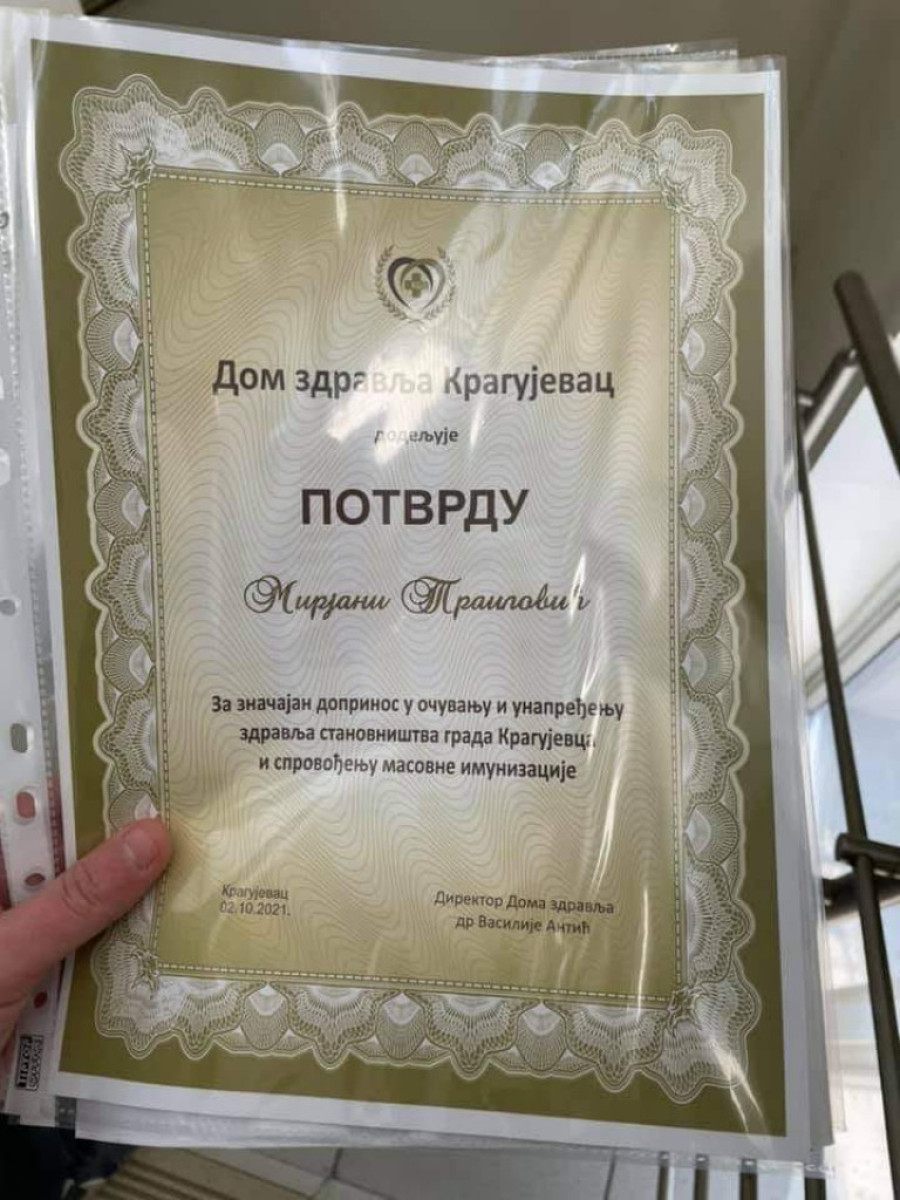 Дом здравља Крагујевац
додељује
ПОТВРДУ
Мирјани Траиловић
За значајан допринос у очувању и унапређењу
здравља становништва града Крагујевца
и спровођењу масовне имунизације
Крагујевац
02.10.2021.
Директор Дома здравља
др Василије Антић
TIPTOP